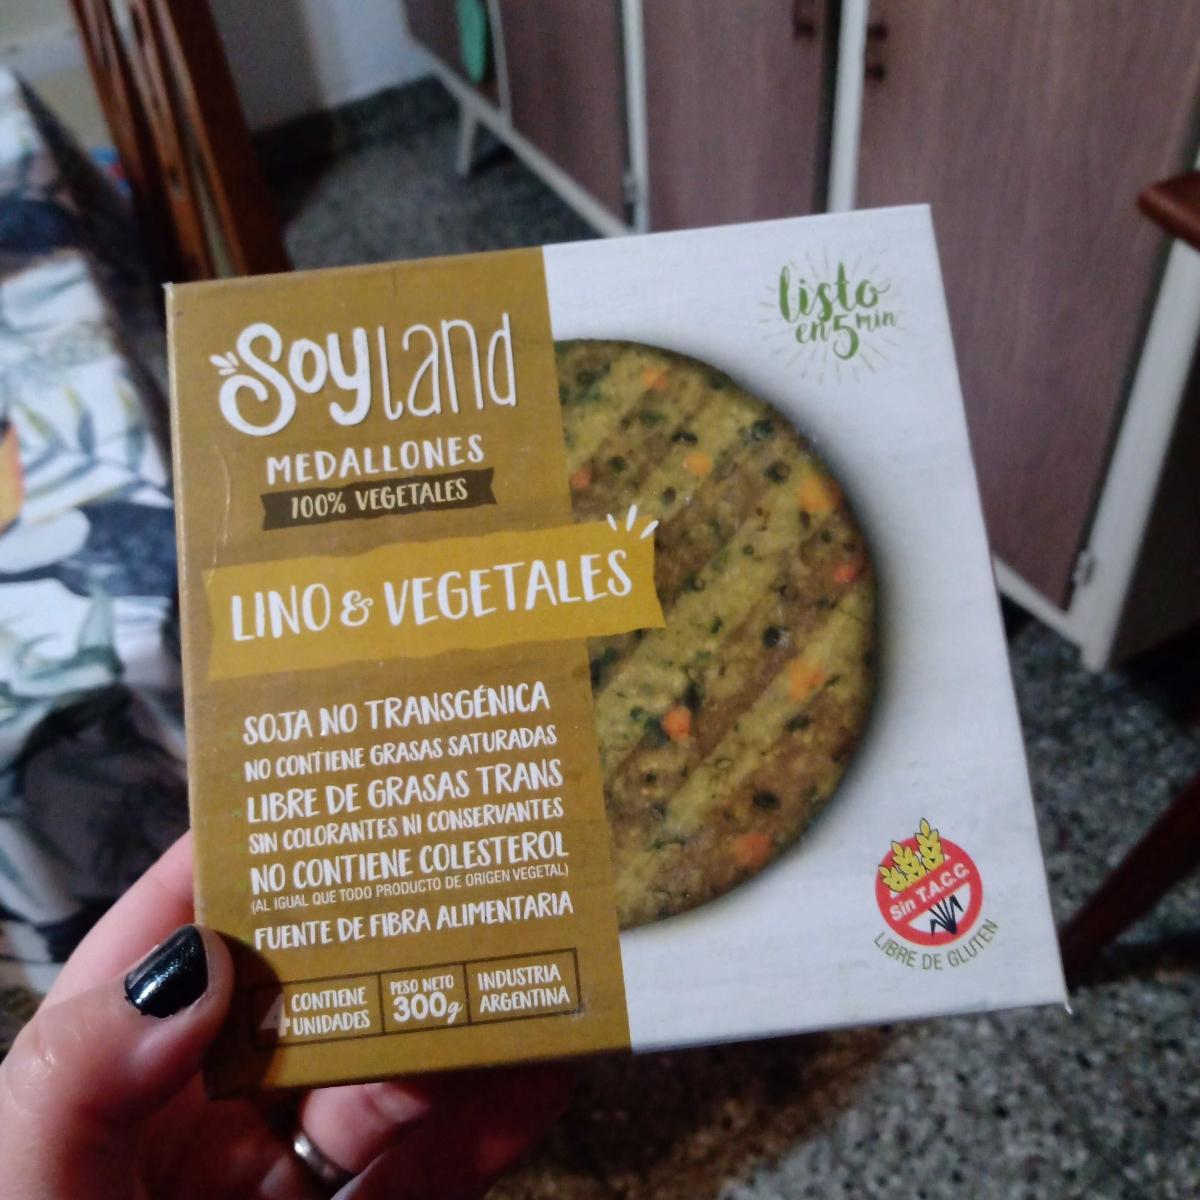 Soyland
MEDALLONES
100% VEGETALES
LINO & VEGETALES
SOJA NO TRANSGÉNICA
NO CONTIENE GRASAS SATURADAS
LIBRE DE GRASAS TRANS
SIN COLORANTES NI CONSERVANTES
NO CONTIENE COLESTEROL
(AL IGUAL QUE TODO PRODUCTO DE ORIGEN VEGETAL)
FUENTE DE FIBRA ALIMENTARIA
CONTIENE
4 UNIDADES
PESO NETO
300g
INDUSTRIA
ARGENTINA
listo
en 5 min
Sin T.A.C.C.
LIBRE DE GLUTEN